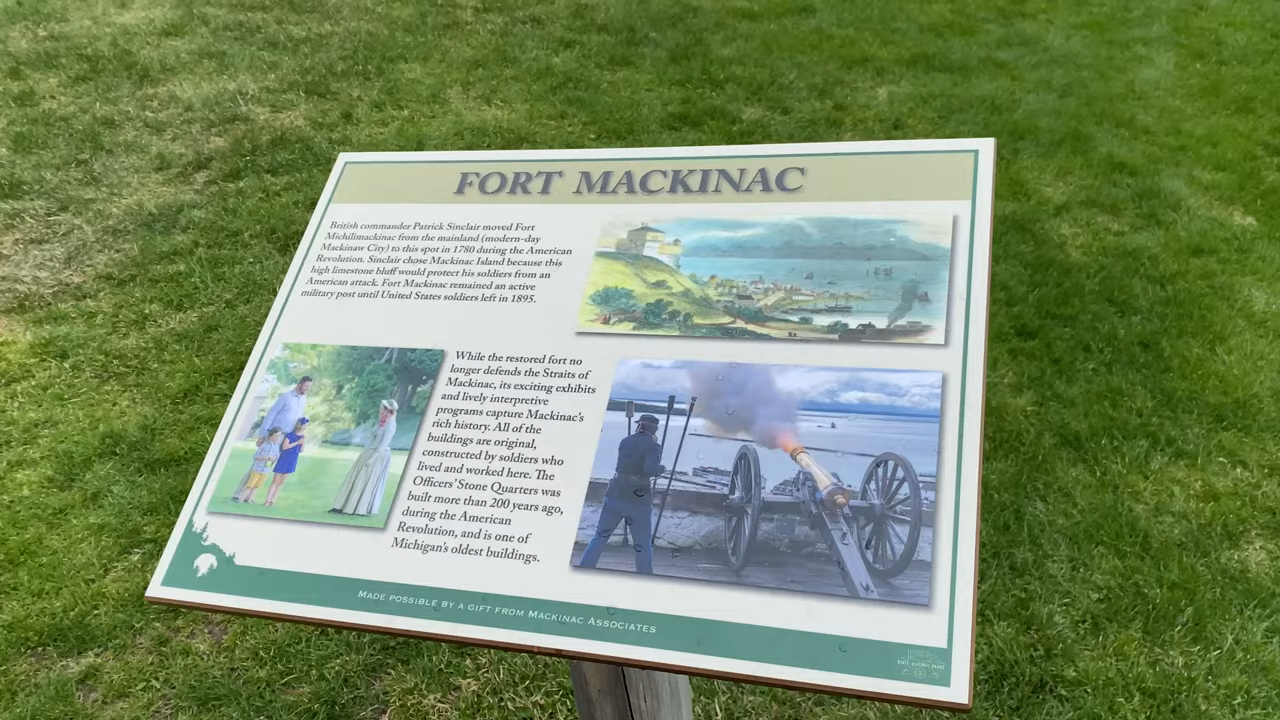 FORT MACKINAC
British commander Patrick Sinclair moved Fort
Michilimackinac from the mainland (modern-day
Mackinaw City) to this spot in 1780 during the American
Revolution. Sinclair chose Mackinac Island because this
high limestone bluff would protect his soldiers from an
American attack. Fort Mackinac remained an active
military post until United States soldiers left in 1895.
While the restored fort no
longer defends the Straits of
Mackinac, its exciting exhibits
and lively interpretive
programs capture Mackinac's
rich history. All of the
buildings are original,
constructed by soldiers who
lived and worked here. The
Officers' Stone Quarters was
built more than 200 years ago,
during the American
Revolution, and is one of
Michigan's oldest buildings.
MADE POSSIBLE BY A GIFT FROM MACKINAC ASSOCIATES
STATE HISTORIC PARKS